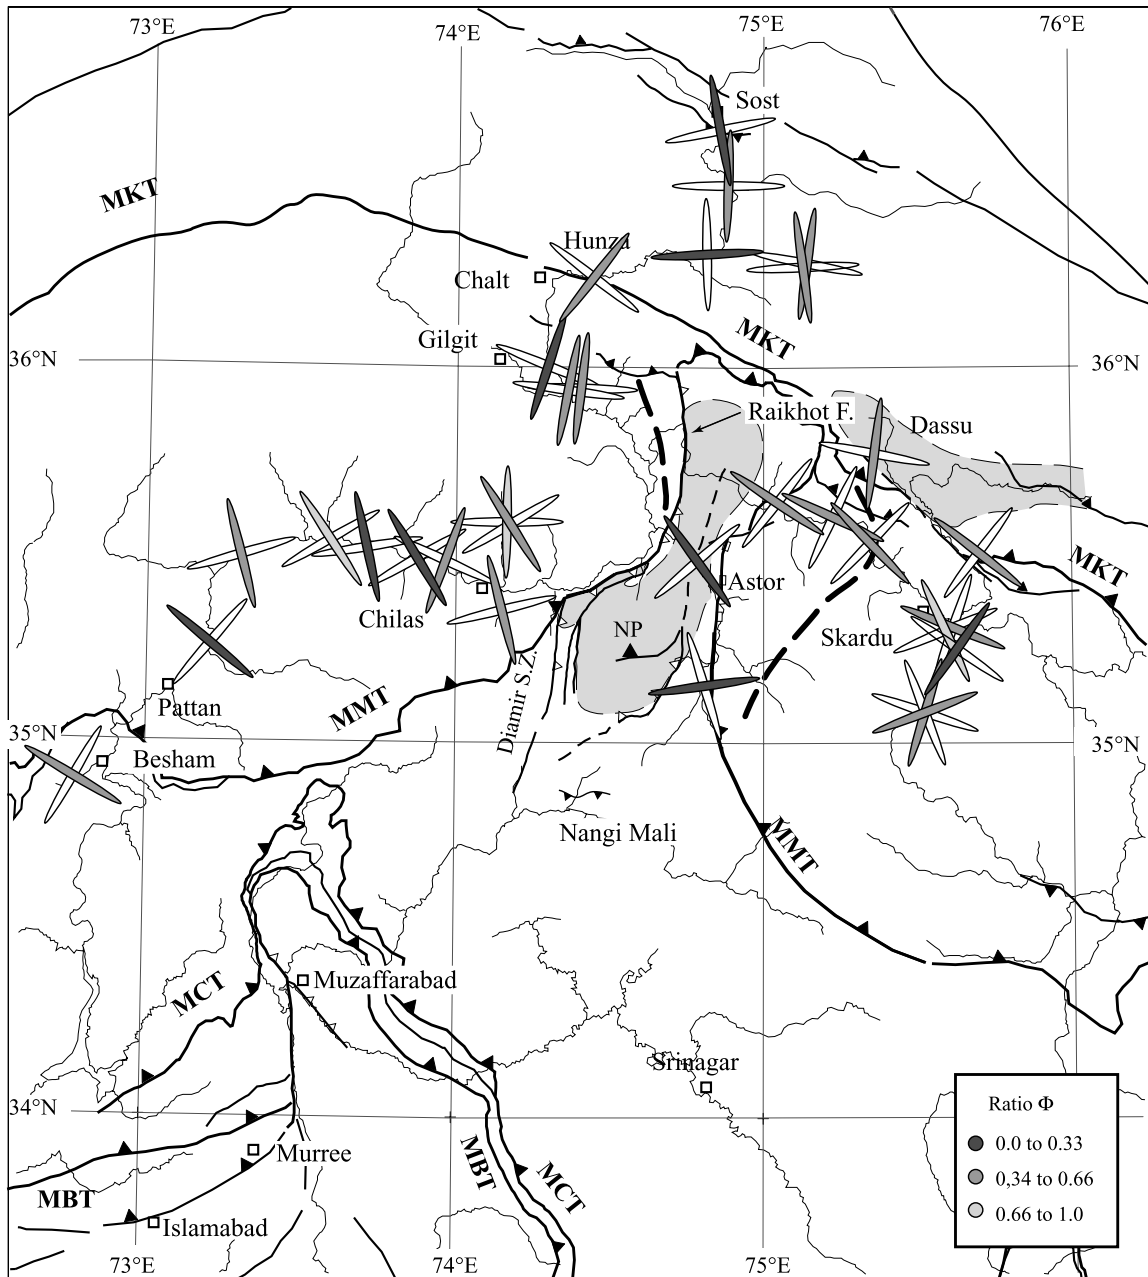 73°E
74°E
75°E
76°E
Sost
MKT
Hunza
Chalt
MKT
Gilgit
36°N
36°N
Raikhot F.
Dassu
MKT
Astor
Chilas
NP
Skardu
Diamir S.Z.
Pattan
MMT
35°N
35°N
Besham
Nangi Mali
MMT
MCT
Muzaffarabad
Srinagar
34°N
Ratio Φ
0.0 to 0.33
0,34 to 0.66
0.66 to 1.0
Murree
MBT
MCT
MBT
Islamabad
73°E
74°E
75°E